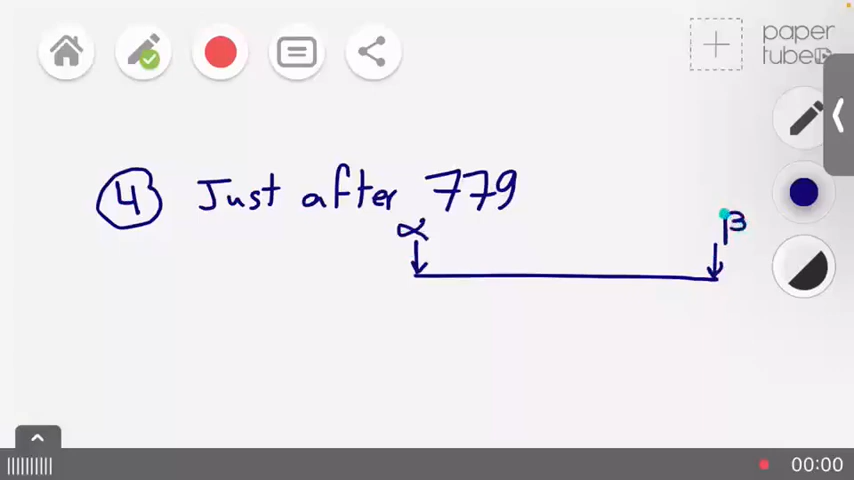 paper
tube
④ Just after 779
α β
00:00